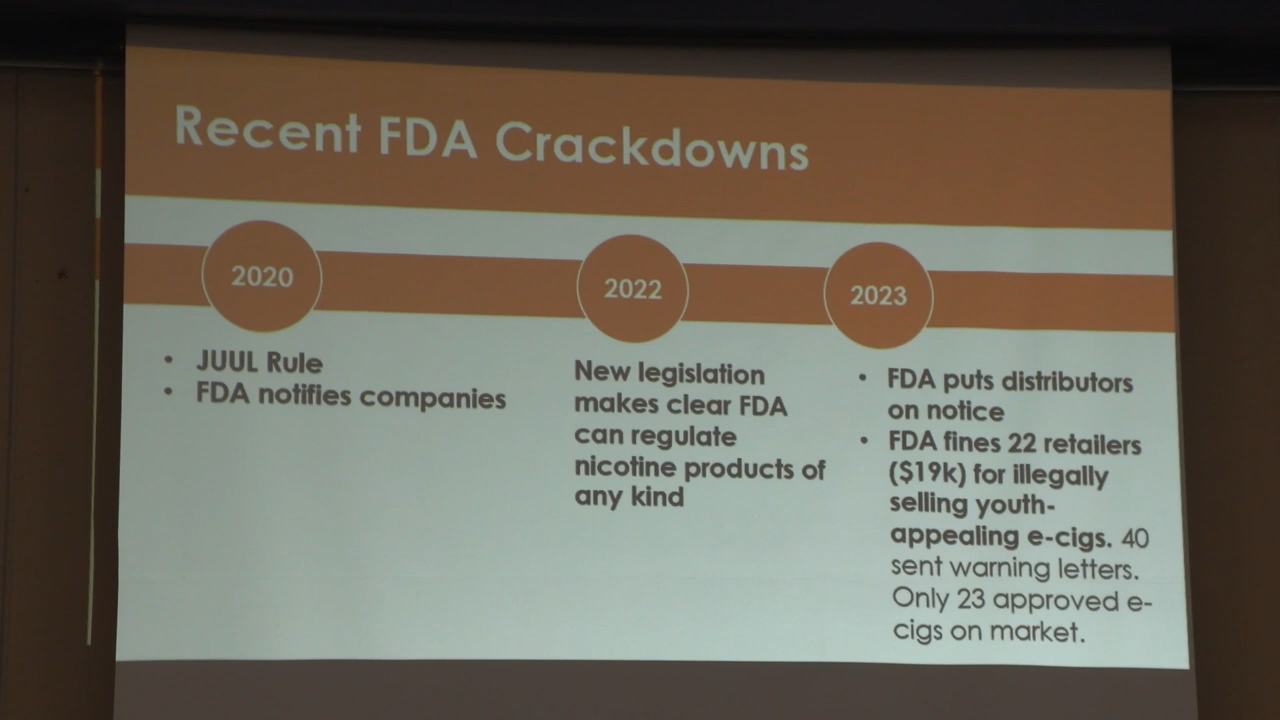 Recent FDA Crackdowns
2020
• JUUL Rule
• FDA notifies companies
2022
New legislation
makes clear FDA
can regulate
nicotine products of
any kind
2023
• FDA puts distributors
on notice
• FDA fines 22 retailers
($19k) for illegally
selling youth-
appealing e-cigs. 40
sent warning letters.
Only 23 approved e-
cigs on market.